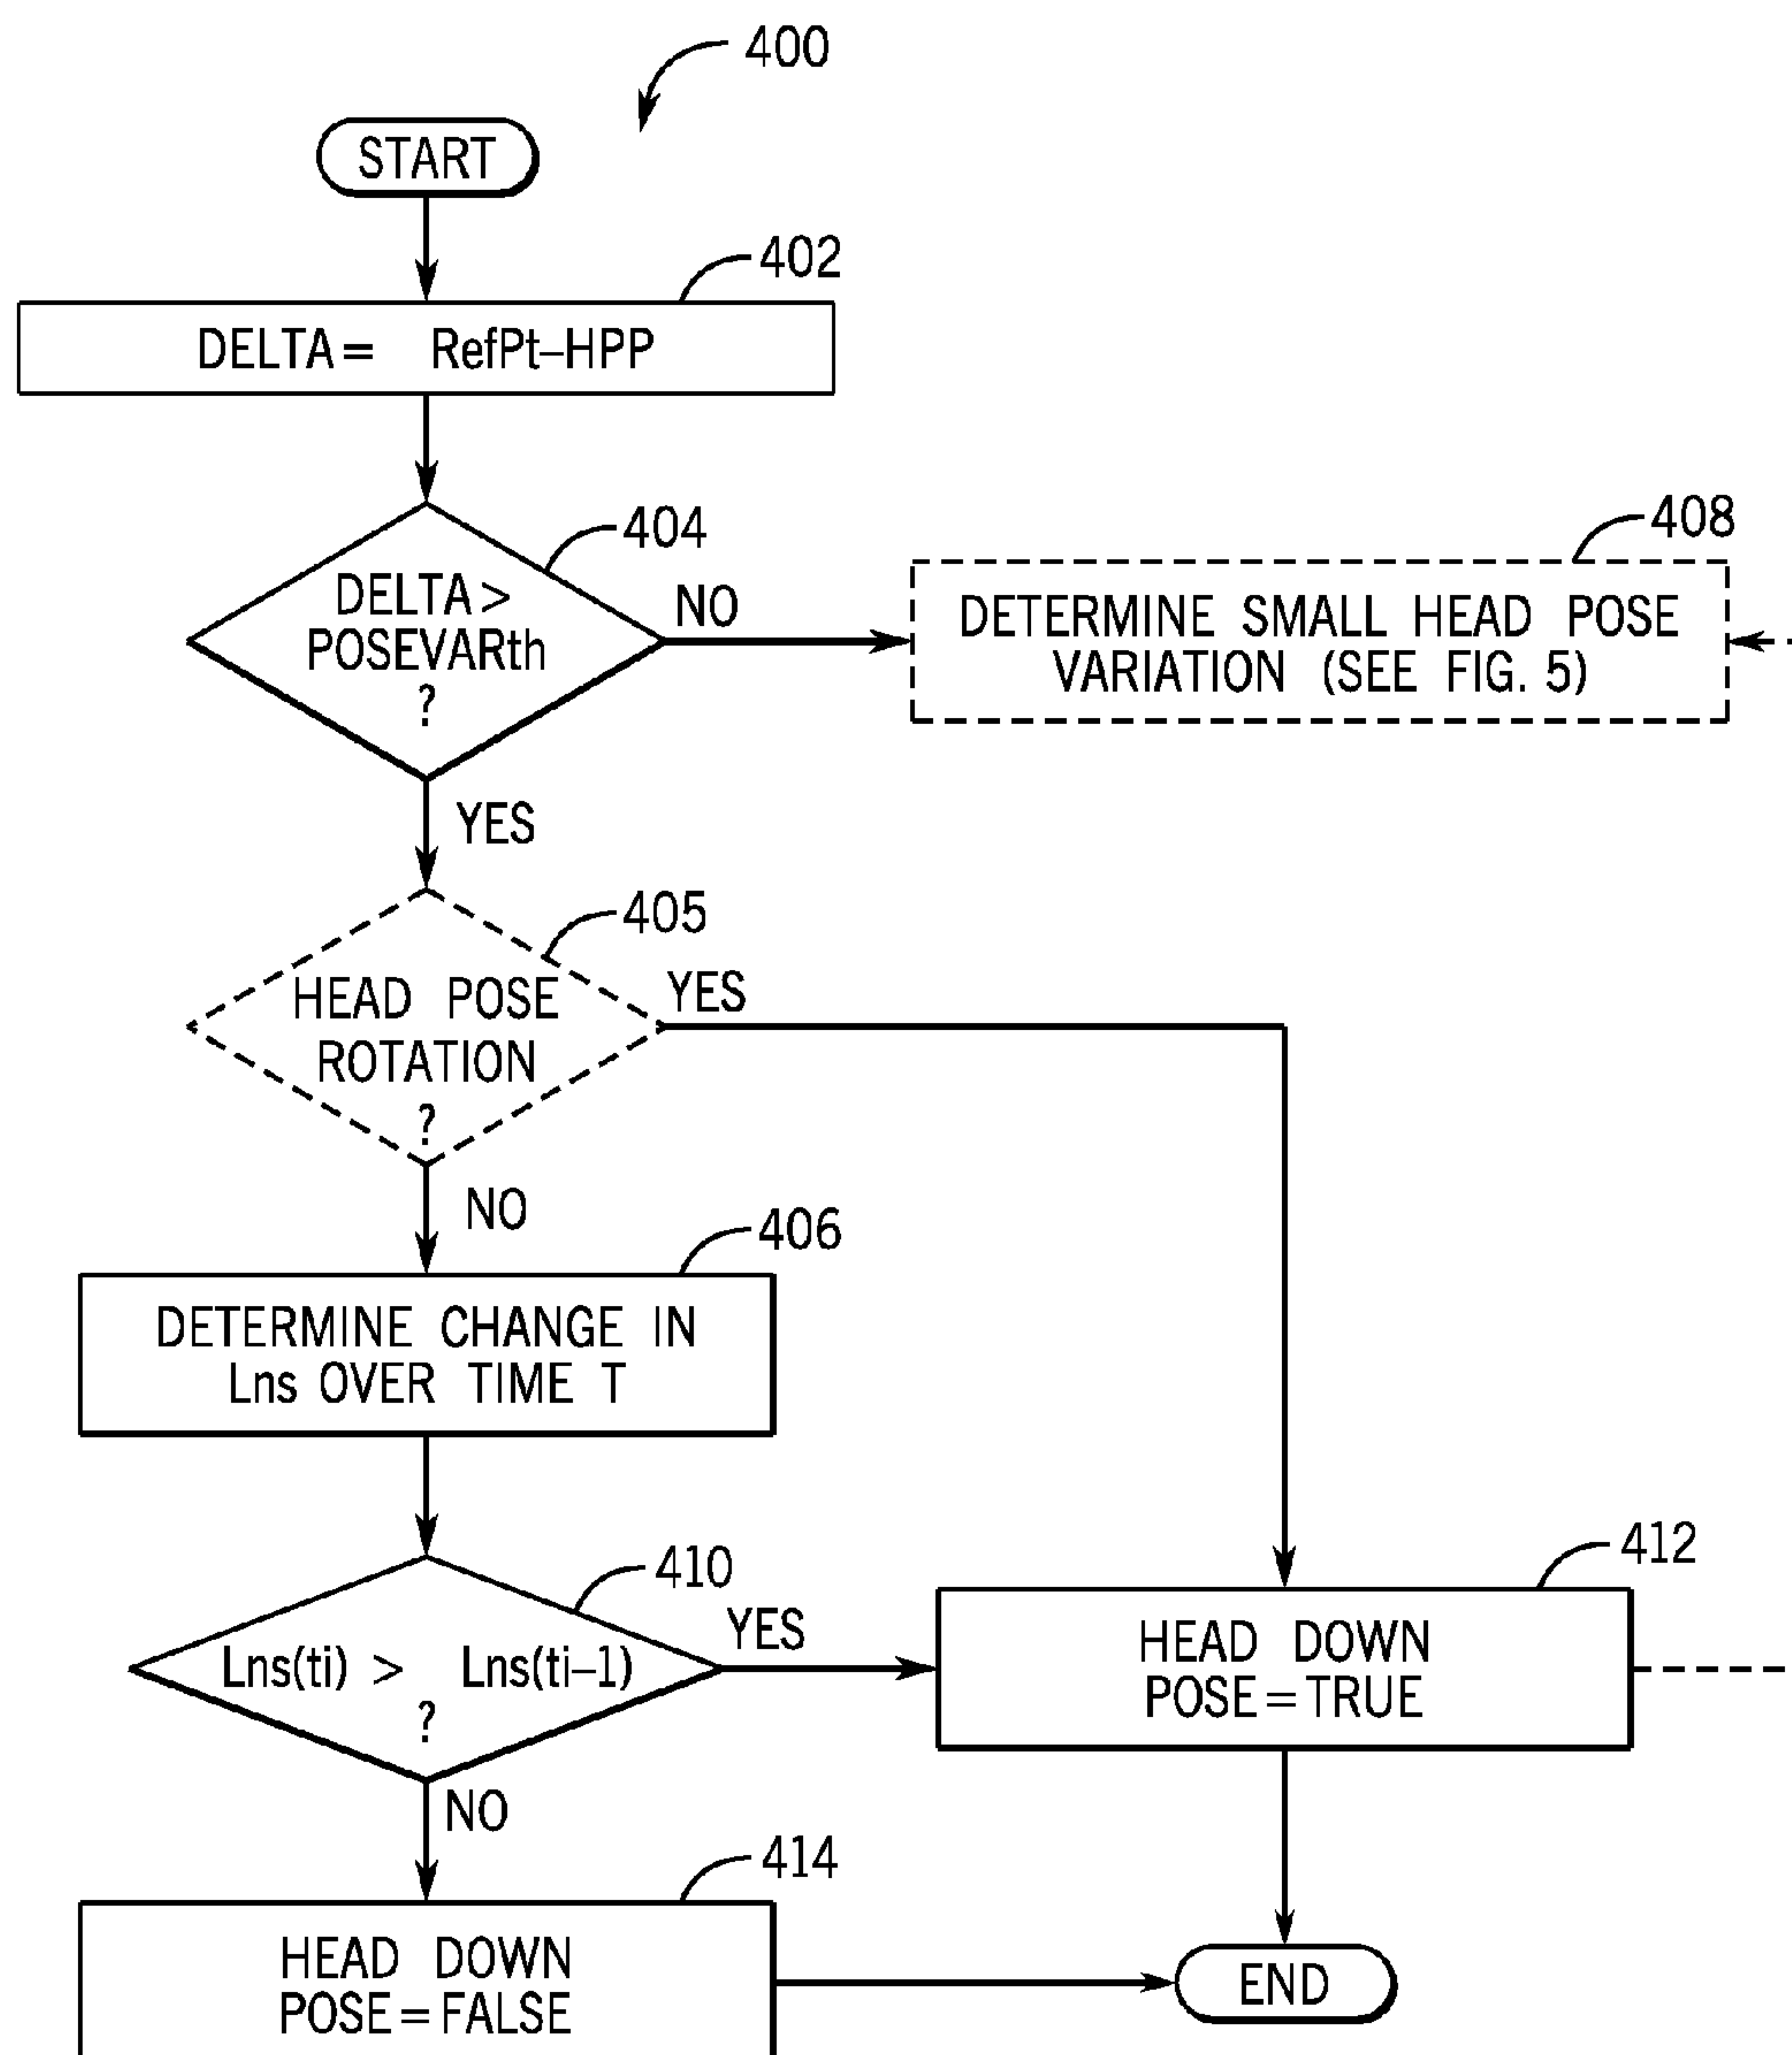 400
START
402
DELTA= RefPt–HPP
404
DELTA>
POSEVARth
?
NO
408
DETERMINE SMALL HEAD POSE
VARIATION (SEE FIG. 5)
YES
405
HEAD POSE
ROTATION
?
YES
NO
406
DETERMINE CHANGE IN
Lns OVER TIME T
410
Lns(ti) > Lns(ti–1)
?
YES
412
HEAD DOWN
POSE=TRUE
NO
414
HEAD DOWN
POSE=FALSE
END